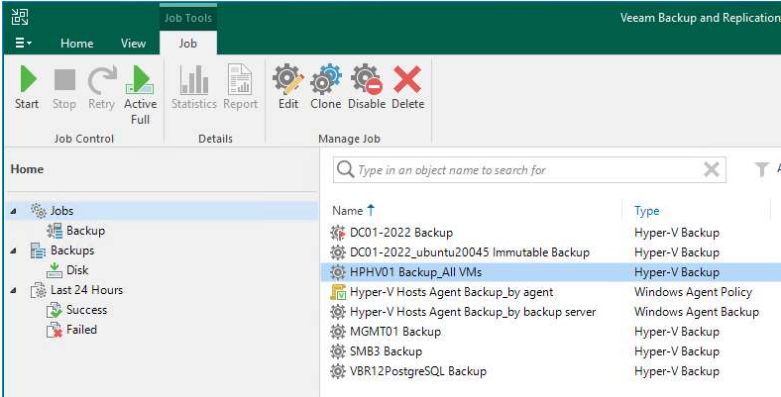 Job Tools
Veeam Backup and Replication
Home View Job
Start Stop Retry Active Full Statistics Report Edit Clone Disable Delete
Job Control Details Manage Job
Home
Type in an object name to search for
Jobs
Backup
Backups
Disk
Last 24 Hours
Success
Failed
Name Type
DC01-2022 Backup Hyper-V Backup
DC01-2022_ubuntu20045 Immutable Backup Hyper-V Backup
HPHV01 Backup_All VMs Hyper-V Backup
Hyper-V Hosts Agent Backup_by agent Windows Agent Policy
Hyper-V Hosts Agent Backup_by backup server Windows Agent Backup
MGMT01 Backup Hyper-V Backup
SMB3 Backup Hyper-V Backup
VBR12PostgreSQL Backup Hyper-V Backup